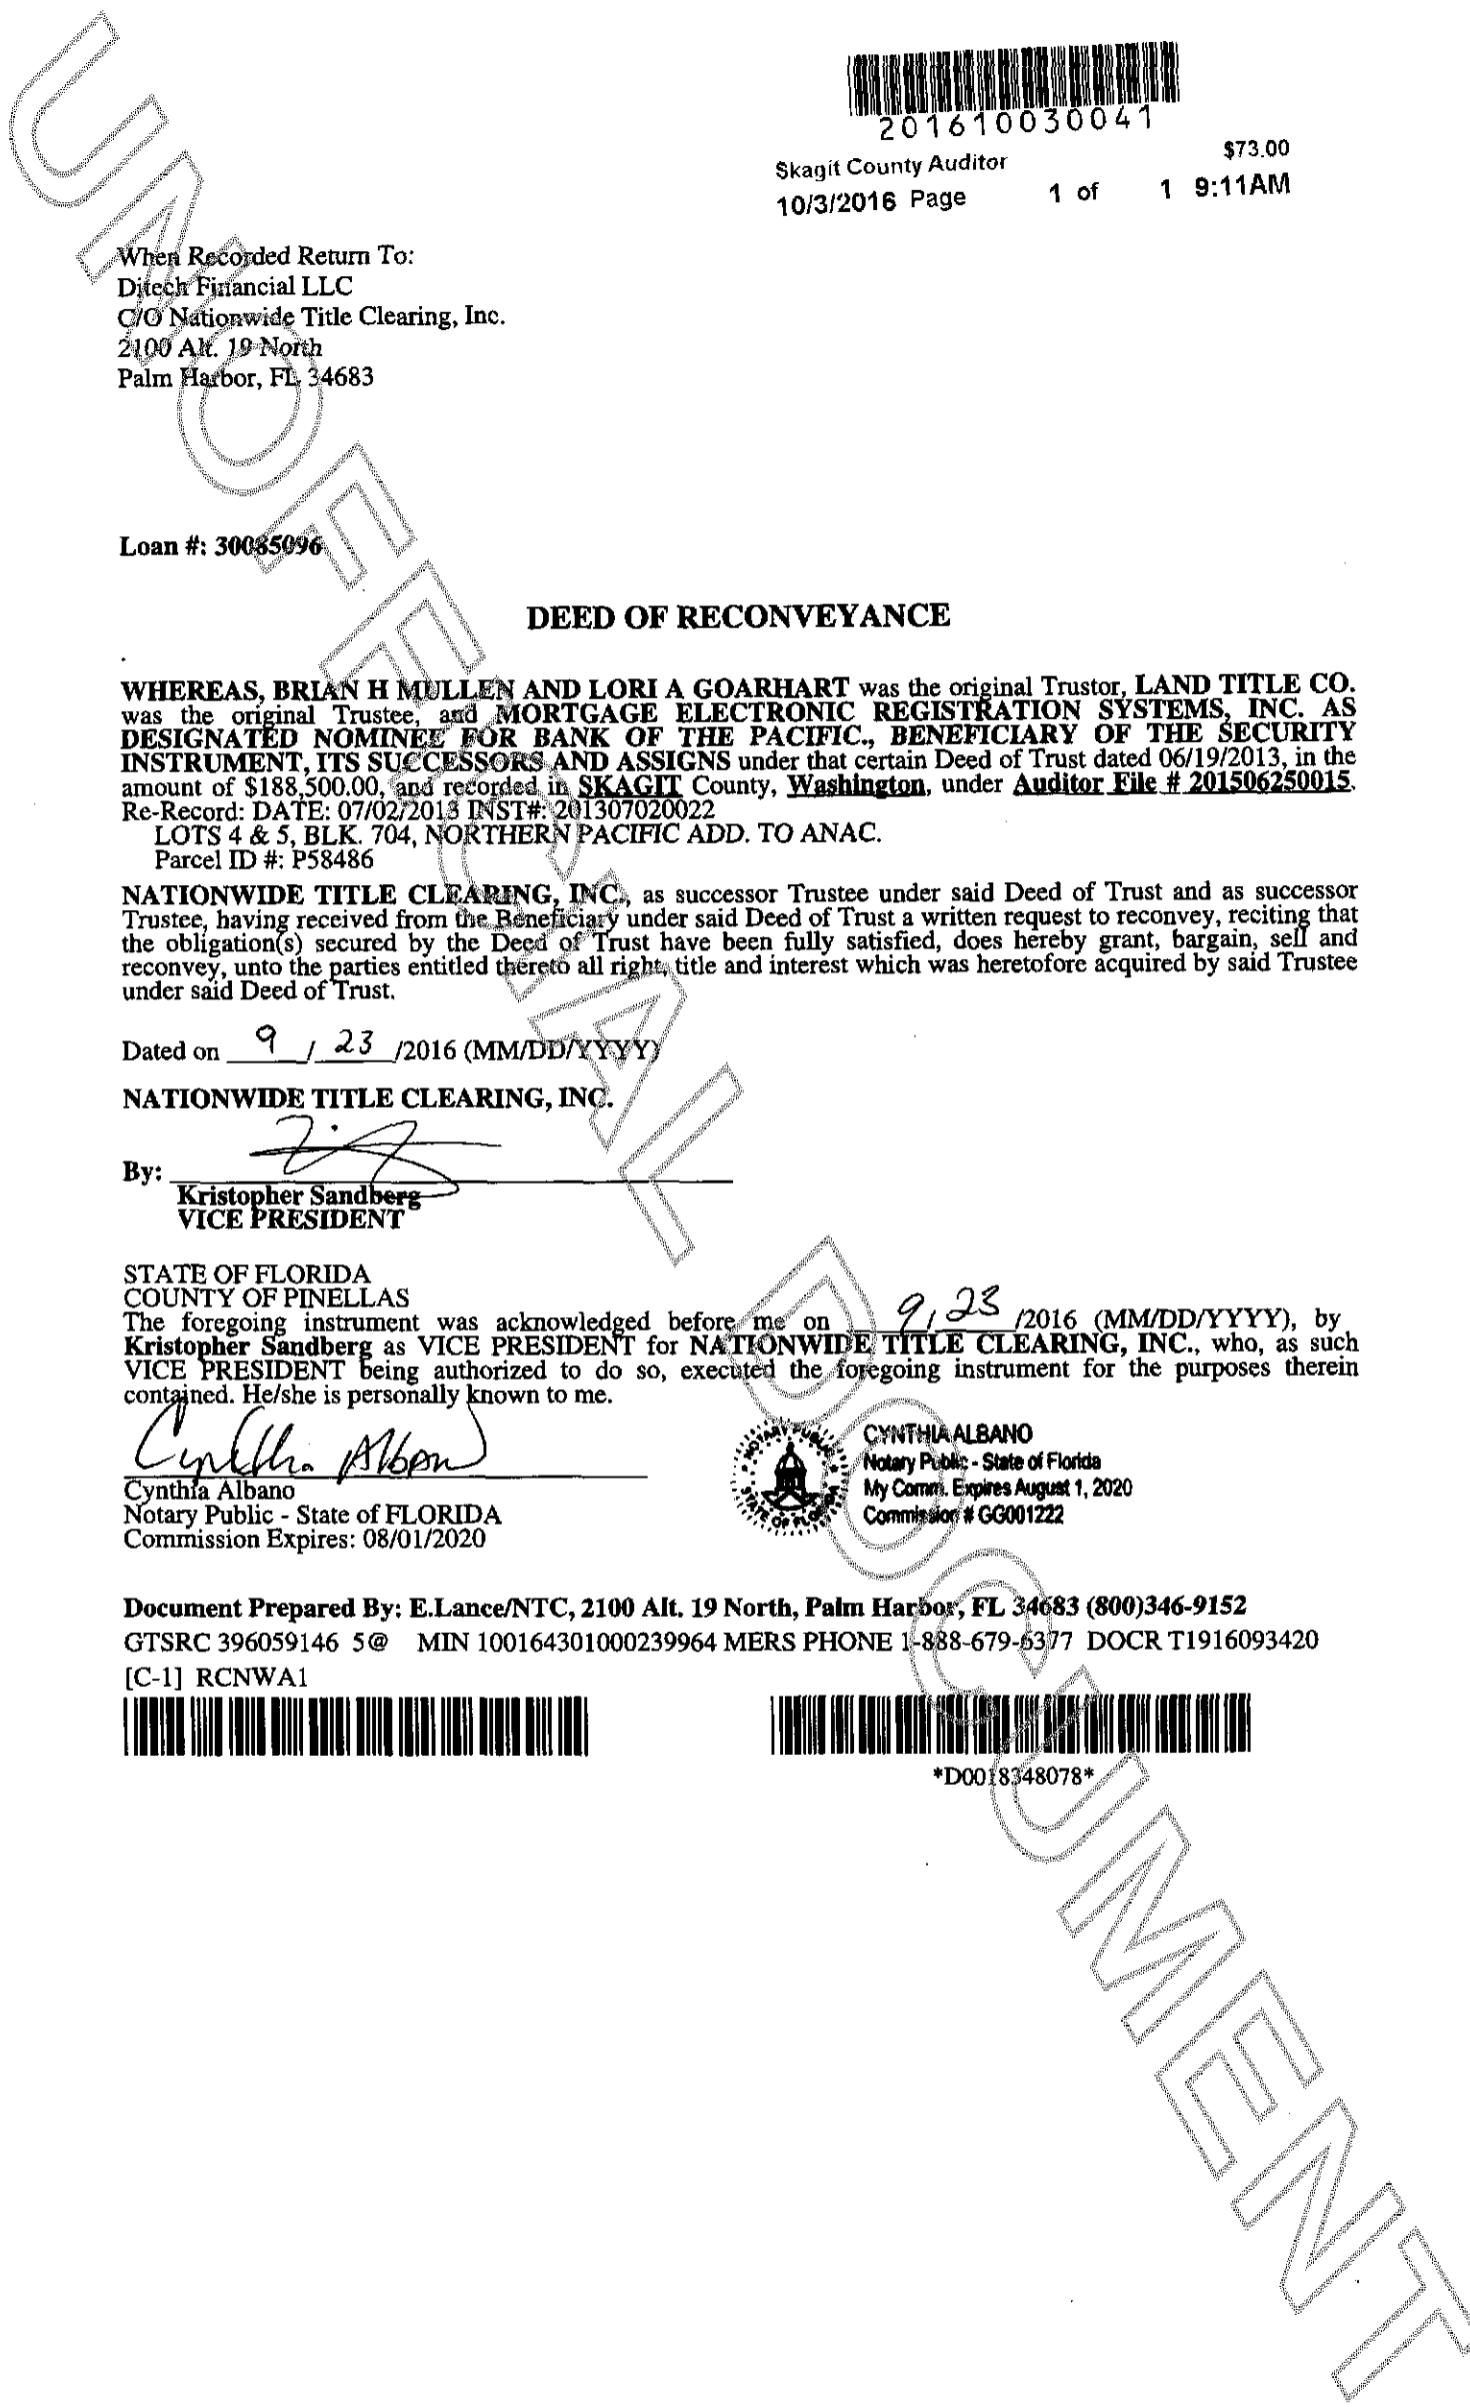 201610030041
Skagit County Auditor $73.00
10/3/2016 Page 1 of 1 9:11AM
When Recorded Return To:
Ditech Financial LLC
C/O Nationwide Title Clearing, Inc.
2100 Alt. 19 North
Palm Harbor, FL 34683
Loan #: 30085096
DEED OF RECONVEYANCE
WHEREAS, BRIAN H MULLEN AND LORI A GOARHART was the original Trustor, LAND TITLE CO.
was the original Trustee, and MORTGAGE ELECTRONIC REGISTRATION SYSTEMS, INC. AS
DESIGNATED NOMINEE FOR BANK OF THE PACIFIC., BENEFICIARY OF THE SECURITY
INSTRUMENT, ITS SUCCESSORS AND ASSIGNS under that certain Deed of Trust dated 06/19/2013, in the
amount of $188,500.00, and recorded in SKAGIT County, Washington, under Auditor File # 201506250015.
Re-Record: DATE: 07/02/2013 INST#: 201307020022
LOTS 4 & 5, BLK. 704, NORTHERN PACIFIC ADD. TO ANAC.
Parcel ID #: P58486
NATIONWIDE TITLE CLEARING, INC., as successor Trustee under said Deed of Trust and as successor
Trustee, having received from the Beneficiary under said Deed of Trust a written request to reconvey, reciting that
the obligation(s) secured by the Deed of Trust have been fully satisfied, does hereby grant, bargain, sell and
reconvey, unto the parties entitled thereto all right, title and interest which was heretofore acquired by said Trustee
under said Deed of Trust.
Dated on 9 / 23 /2016 (MM/DD/YYYY)
NATIONWIDE TITLE CLEARING, INC.
By:
Kristopher Sandberg
VICE PRESIDENT
STATE OF FLORIDA
COUNTY OF PINELLAS
The foregoing instrument was acknowledged before me on 9 / 23 /2016 (MM/DD/YYYY), by
Kristopher Sandberg as VICE PRESIDENT for NATIONWIDE TITLE CLEARING, INC., who, as such
VICE PRESIDENT being authorized to do so, executed the foregoing instrument for the purposes therein
contained. He/she is personally known to me.
Cynthia Albano
Cynthia Albano
Notary Public - State of FLORIDA
Commission Expires: 08/01/2020
NOTARY PUBLIC
STATE OF FLORIDA
CYNTHIA ALBANO
Notary Public - State of Florida
My Comm. Expires August 1, 2020
Commission # GG001222
Document Prepared By: E.Lance/NTC, 2100 Alt. 19 North, Palm Harbor, FL 34683 (800)346-9152
GTSRC 396059146 5@ MIN 100164301000239964 MERS PHONE 1-888-679-6377 DOCR T1916093420
[C-1] RCNWA1
*D0018348078*
UNOFFICIAL DOCUMENT